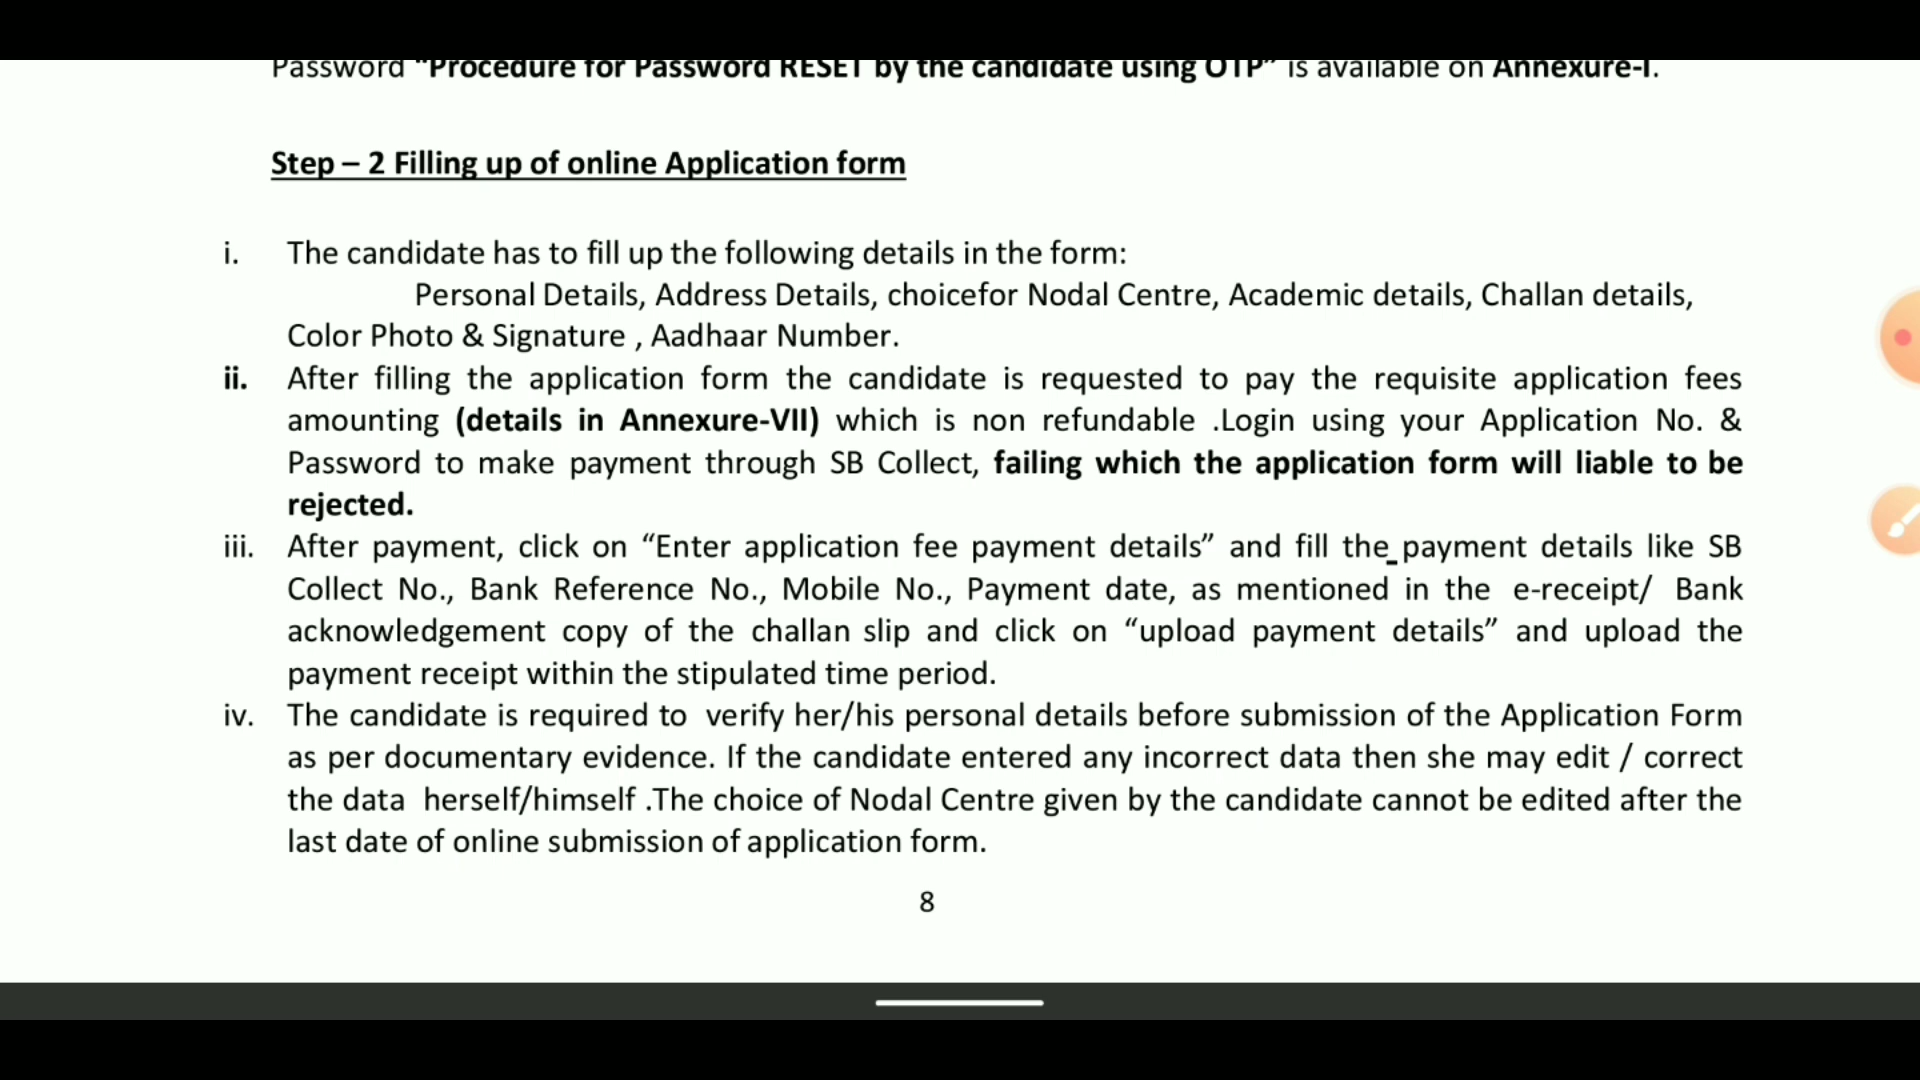 Password "Procedure for Password RESET by the candidate using OTP" is available on Annexure-I.
Step – 2 Filling up of online Application form
i. The candidate has to fill up the following details in the form:
Personal Details, Address Details, choicefor Nodal Centre, Academic details, Challan details,
Color Photo & Signature , Aadhaar Number.
ii. After filling the application form the candidate is requested to pay the requisite application fees
amounting (details in Annexure-VII) which is non refundable .Login using your Application No. &
Password to make payment through SB Collect, failing which the application form will liable to be
rejected.
iii. After payment, click on “Enter application fee payment details” and fill the payment details like SB
Collect No., Bank Reference No., Mobile No., Payment date, as mentioned in the e-receipt/ Bank
acknowledgement copy of the challan slip and click on “upload payment details” and upload the
payment receipt within the stipulated time period.
iv. The candidate is required to verify her/his personal details before submission of the Application Form
as per documentary evidence. If the candidate entered any incorrect data then she may edit / correct
the data herself/himself .The choice of Nodal Centre given by the candidate cannot be edited after the
last date of online submission of application form.
8